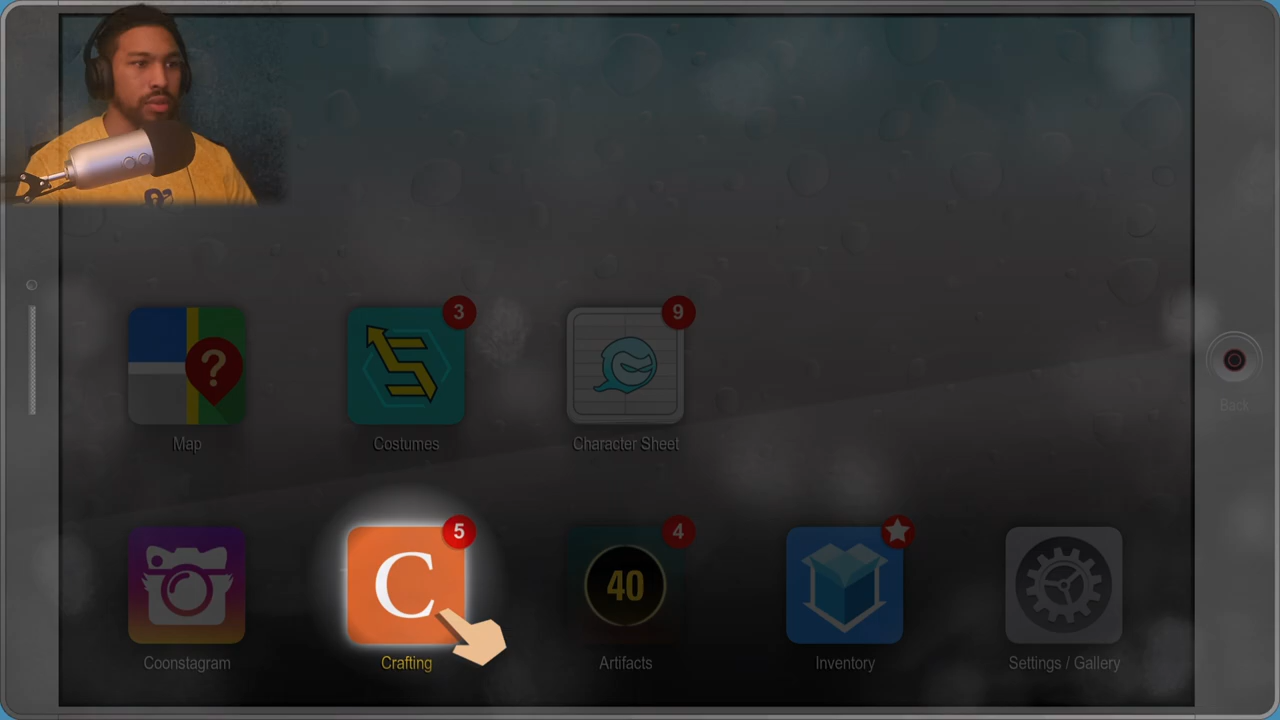 3
9
?
Map
Costumes
Character Sheet
Back
5
4
C
40
Coonstagram
Crafting
Artifacts
Inventory
Settings / Gallery